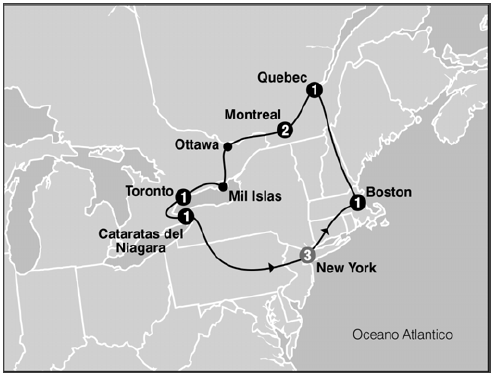 Quebec
1
Montreal
2
Ottawa
Toronto
1
Mil Islas
1
Boston
1
Cataratas del
Niagara
3
New York
Oceano Atlantico